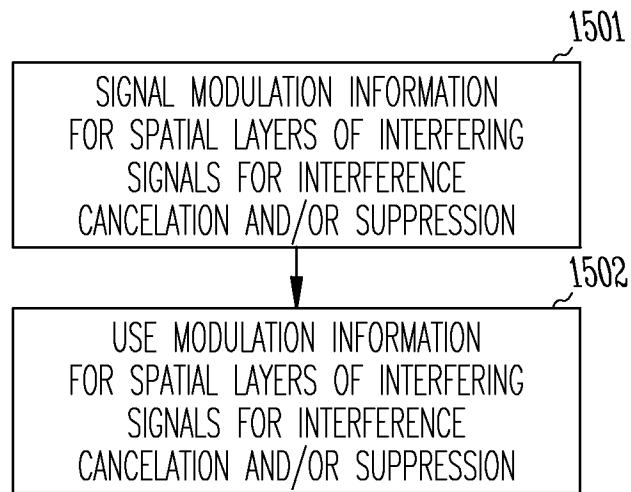 1501
SIGNAL MODULATION INFORMATION
FOR SPATIAL LAYERS OF INTERFERING
SIGNALS FOR INTERFERENCE
CANCELATION AND/OR SUPPRESSION
1502
USE MODULATION INFORMATION
FOR SPATIAL LAYERS OF INTERFERING
SIGNALS FOR INTERFERENCE
CANCELATION AND/OR SUPPRESSION